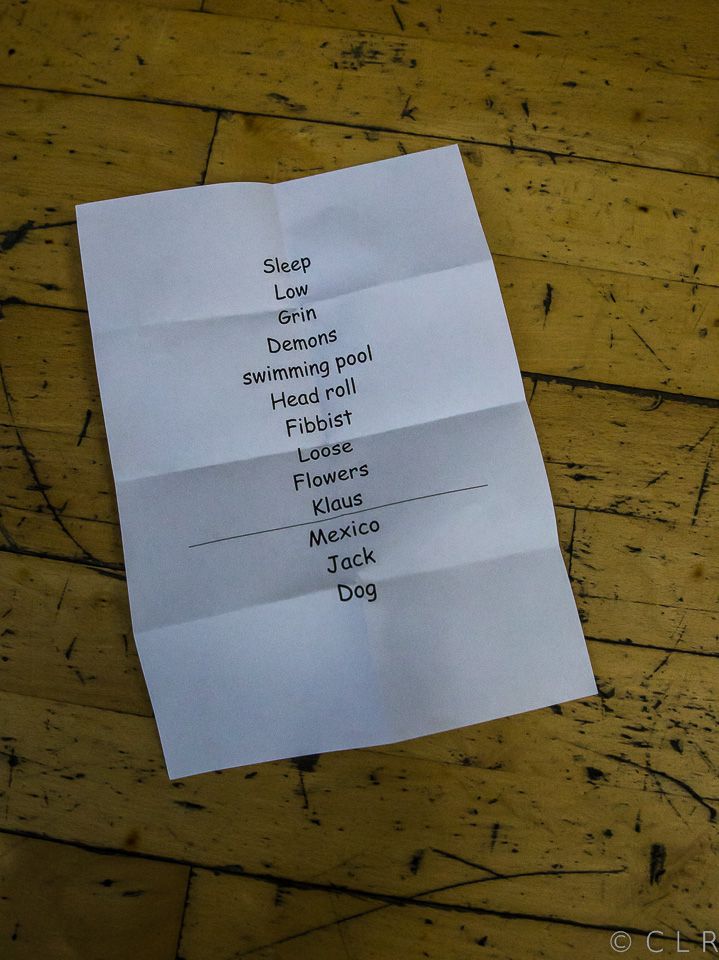 Sleep
Low
Grin
Demons
swimming pool
Head roll
Fibbist
Loose
Flowers
Klaus
Mexico
Jack
Dog
© C L R